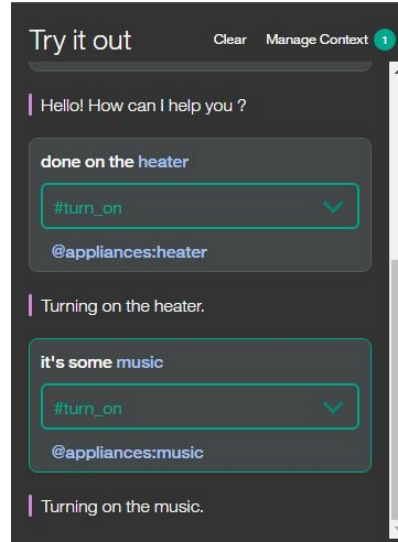 Try it out Clear Manage Context 1
Hello! How can I help you ?
done on the heater
#turn_on
@appliances:heater
Turning on the heater.
it's some music
#turn_on
@appliances:music
Turning on the music.